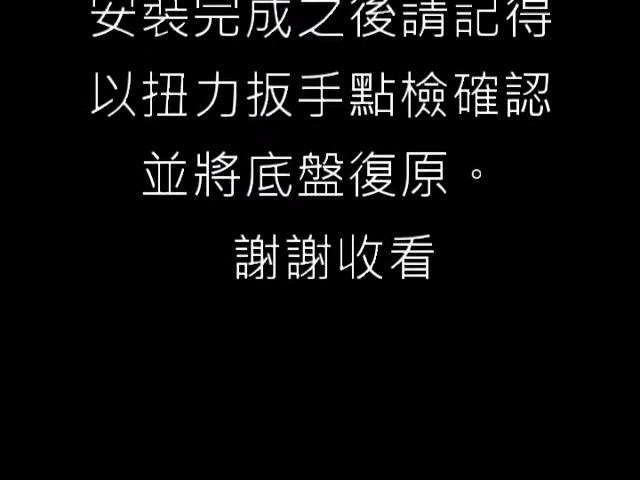 安裝完成之後請記得
以扭力扳手點檢確認
並將底盤復原。
謝謝收看